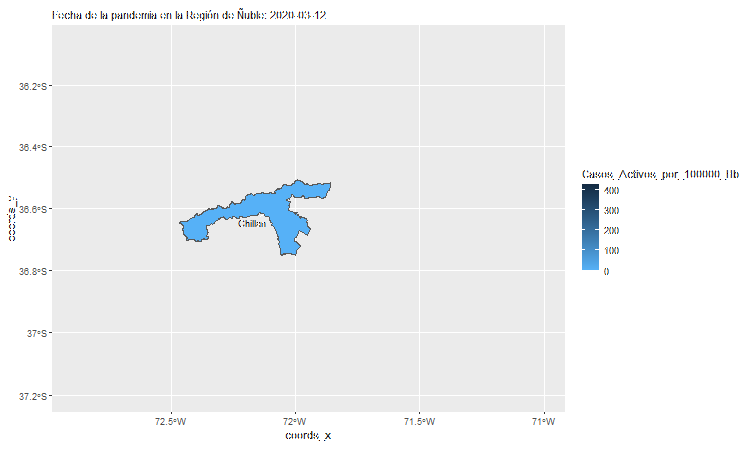 Fecha de la pandemia en la Región de Ñuble: 2020-03-12
36.2°S
36.4°S
36.6°S
36.8°S
37°S
37.2°S
coords_y
Chillan
72.5°W
72°W
71.5°W
71°W
coords_x
Casos_Activos_por_100000_Hb
400
300
200
100
0